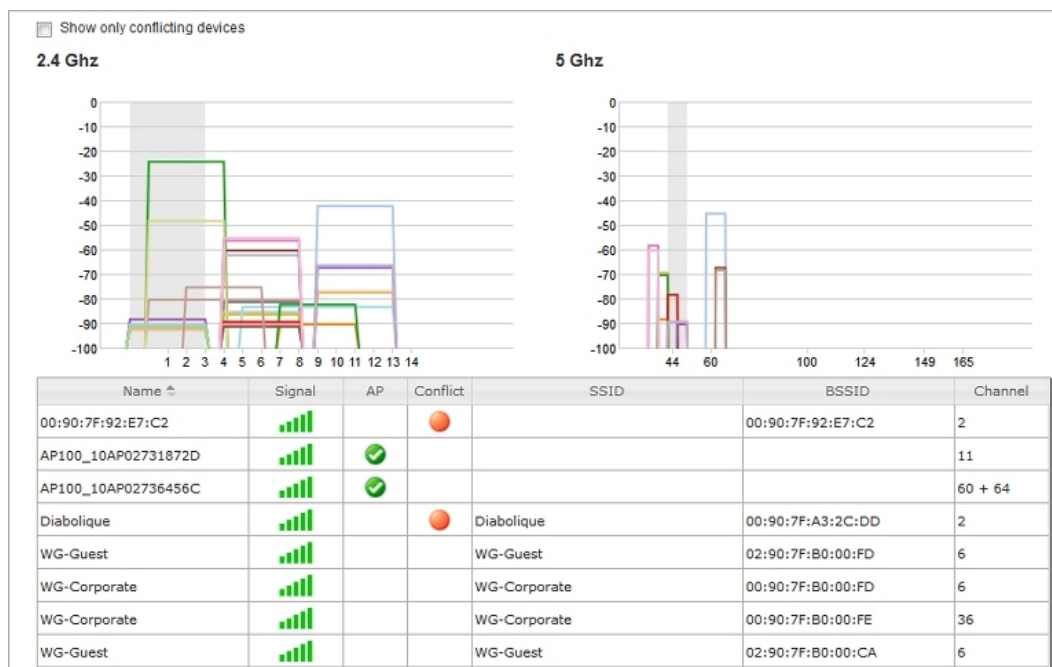 Show only conflicting devices
2.4 Ghz
5 Ghz
0
-10
-20
-30
-40
-50
-60
-70
-80
-90
-100
1 2 3 4 5 6 7 8 9 10 11 12 13 14
0
-10
-20
-30
-40
-50
-60
-70
-80
-90
-100
44 60 100 124 149 165
Name Signal AP Conflict SSID BSSID Channel
00:90:7F:92:E7:C2 00:90:7F:92:E7:C2 2
AP100_10AP02731872D 11
AP100_10AP02736456C 60 + 64
Diabolique Diabolique 00:90:7F:A3:2C:DD 2
WG-Guest WG-Guest 02:90:7F:B0:00:FD 6
WG-Corporate WG-Corporate 00:90:7F:B0:00:FD 6
WG-Corporate WG-Corporate 00:90:7F:B0:00:FE 36
WG-Guest WG-Guest 02:90:7F:B0:00:CA 6